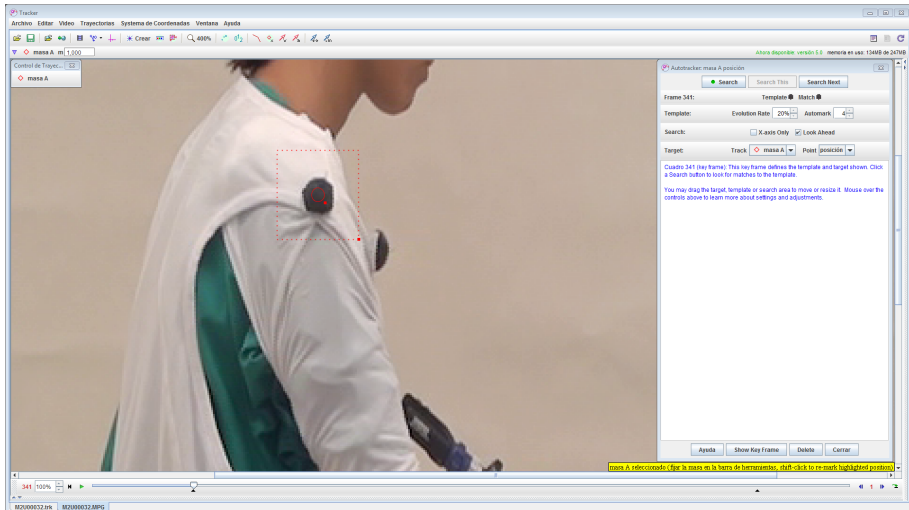 Tracker
Archivo Editar Video Trayectorias Systema de Coordenadas Ventana Ayuda
Crear 400%
masa A m 1,000 Ahora disponible: versión 5.0 memoria en uso: 134MB de 247MB
Control de Trayec...
masa A
Autotracker: masa A posición
Search Search This Search Next
Frame 341: Template Match
Template: Evolution Rate 20% Automark 4
Search: X-axis Only Look Ahead
Target: Track masa A Point posición
Cuadro 341 (key frame): This key frame defines the template and target shown. Click
a Search button to look for matches to the template.
You may drag the target, template or search area to move or resize it. Mouse over the
controls above to learn more about settings and adjustments.
Ayuda Show Key Frame Delete Cerrar
masa A seleccionado (fijar la masa en la barra de herramientas, shift-click to re-mark highlighted position)
341 100% 1
M2U00032.trk M2U00032.MPG